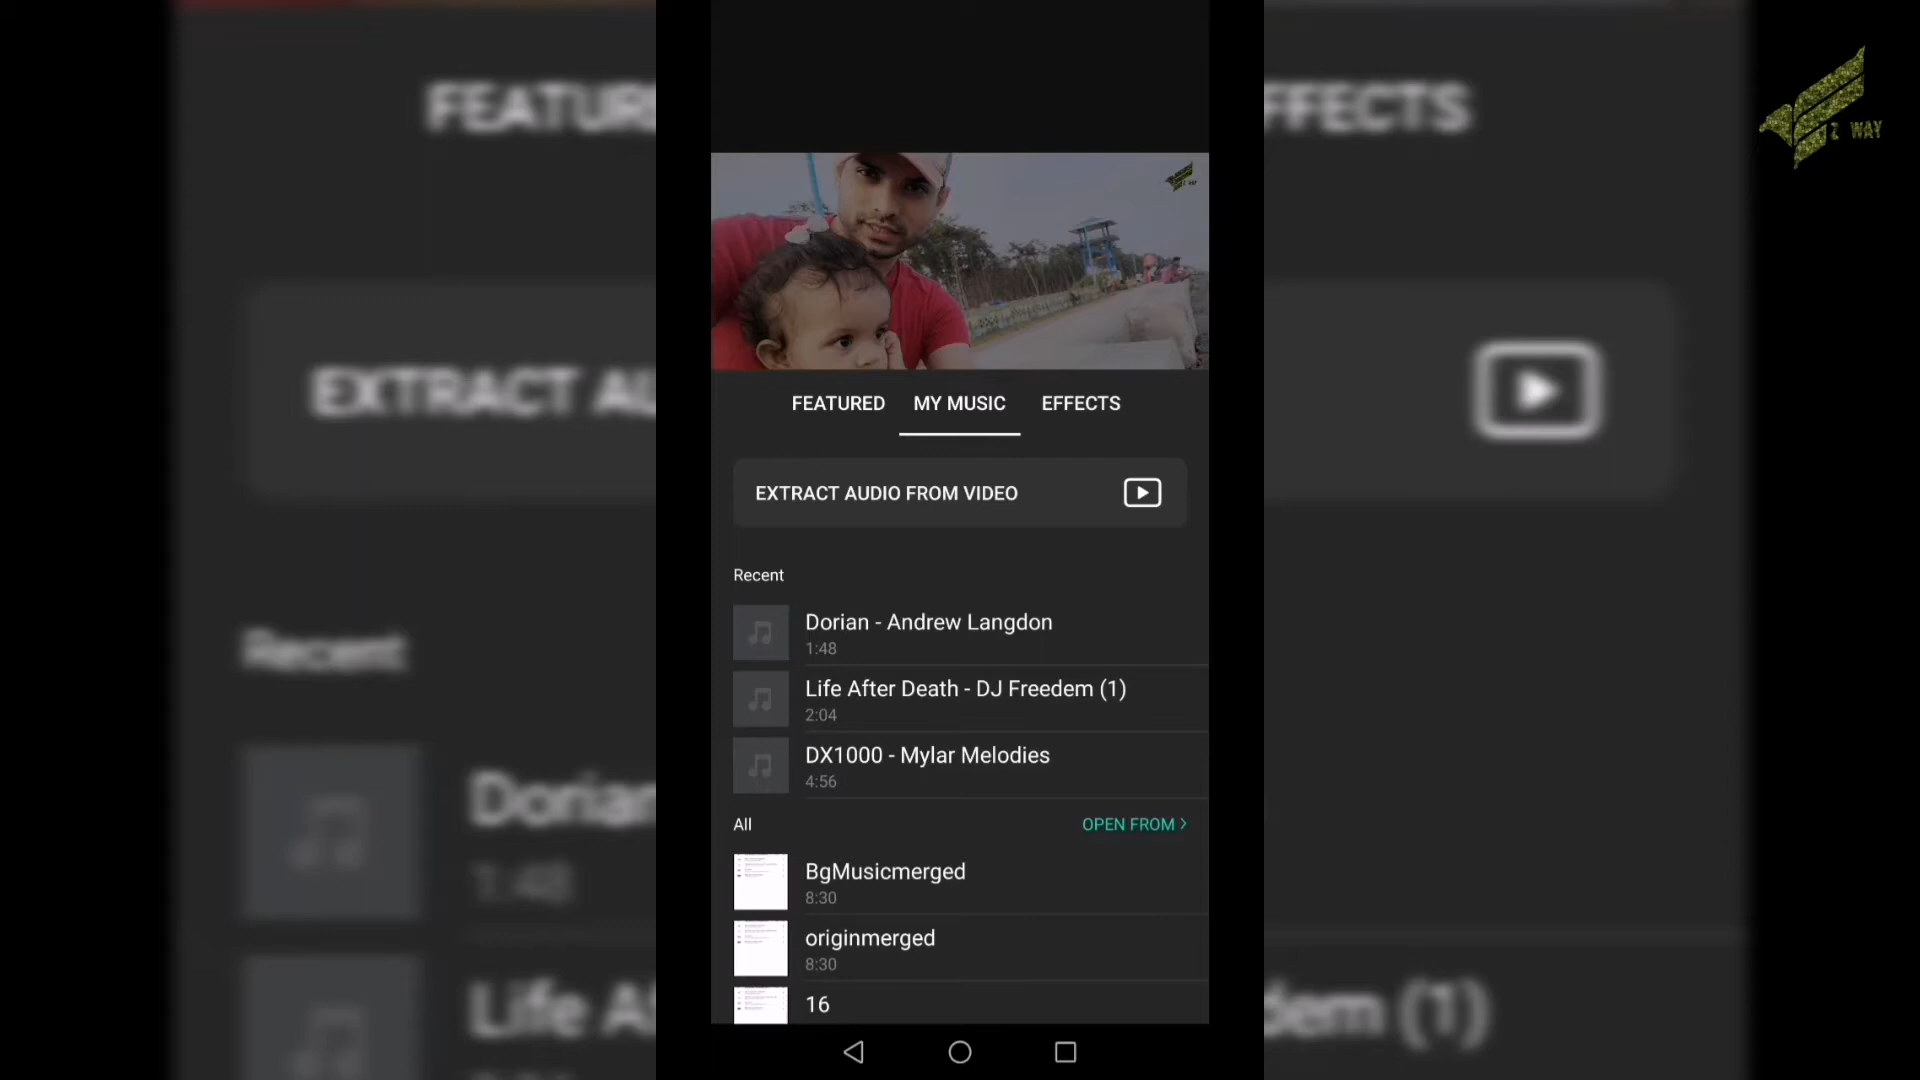 Z WAY
FEATURED MY MUSIC EFFECTS
EXTRACT AUDIO FROM VIDEO
Recent
Dorian - Andrew Langdon
1:48
Life After Death - DJ Freedem (1)
2:04
DX1000 - Mylar Melodies
4:56
All OPEN FROM >
BgMusicmerged
8:30
originmerged
8:30
16